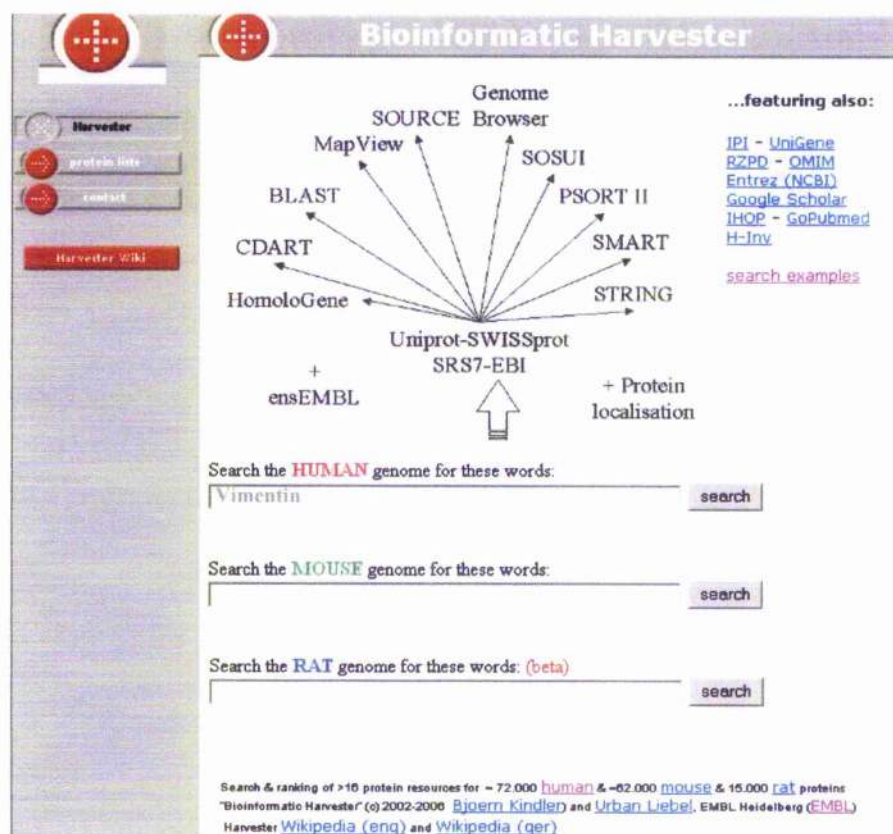 Bioinformatic Harvester
Harvester
protein lists
contact
Harvester Wiki
Genome
Browser
SOURCE
MapView
SOSUI
BLAST
PSORT II
CDART
SMART
HomoloGene
STRING
Uniprot-SWISSprot
SRS7-EBI
+
ensEMBL
+ Protein
localisation
...featuring also:
IPI - UniGene
RZPD - OMIM
Entrez (NCBI)
Google Scholar
IHOP - GoPubmed
H-Inv
search examples
Search the HUMAN genome for these words:
Vimentin search
Search the MOUSE genome for these words:
search
Search the RAT genome for these words: (beta)
search
Search & ranking of >16 protein resources for ~ 72.000 human & ~62.000 mouse & 15.000 rat proteins
"Bioinformatic Harvester" (c) 2002-2006 Bjoern Kindler) and Urban Liebel, EMBL Heidelberg (EMBL)
Harvester Wikipedia (eng) and Wikipedia (ger)